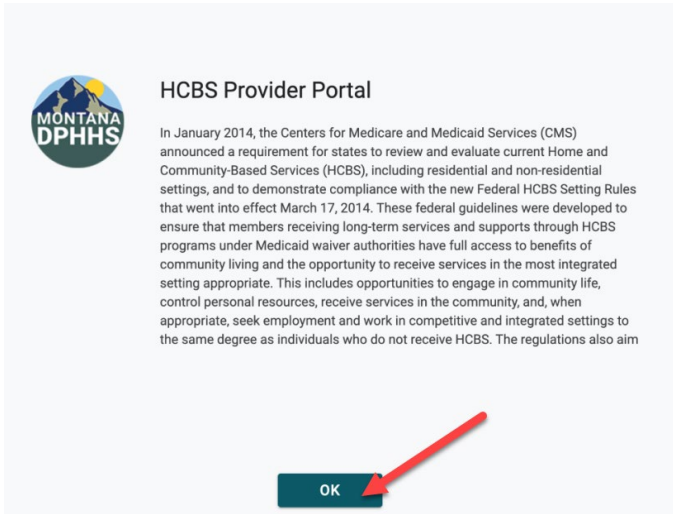 HCBS Provider Portal
MONTANA
DPHHS
In January 2014, the Centers for Medicare and Medicaid Services (CMS)
announced a requirement for states to review and evaluate current Home and
Community-Based Services (HCBS), including residential and non-residential
settings, and to demonstrate compliance with the new Federal HCBS Setting Rules
that went into effect March 17, 2014. These federal guidelines were developed to
ensure that members receiving long-term services and supports through HCBS
programs under Medicaid waiver authorities have full access to benefits of
community living and the opportunity to receive services in the most integrated
setting appropriate. This includes opportunities to engage in community life,
control personal resources, receive services in the community, and, when
appropriate, seek employment and work in competitive and integrated settings to
the same degree as individuals who do not receive HCBS. The regulations also aim
OK